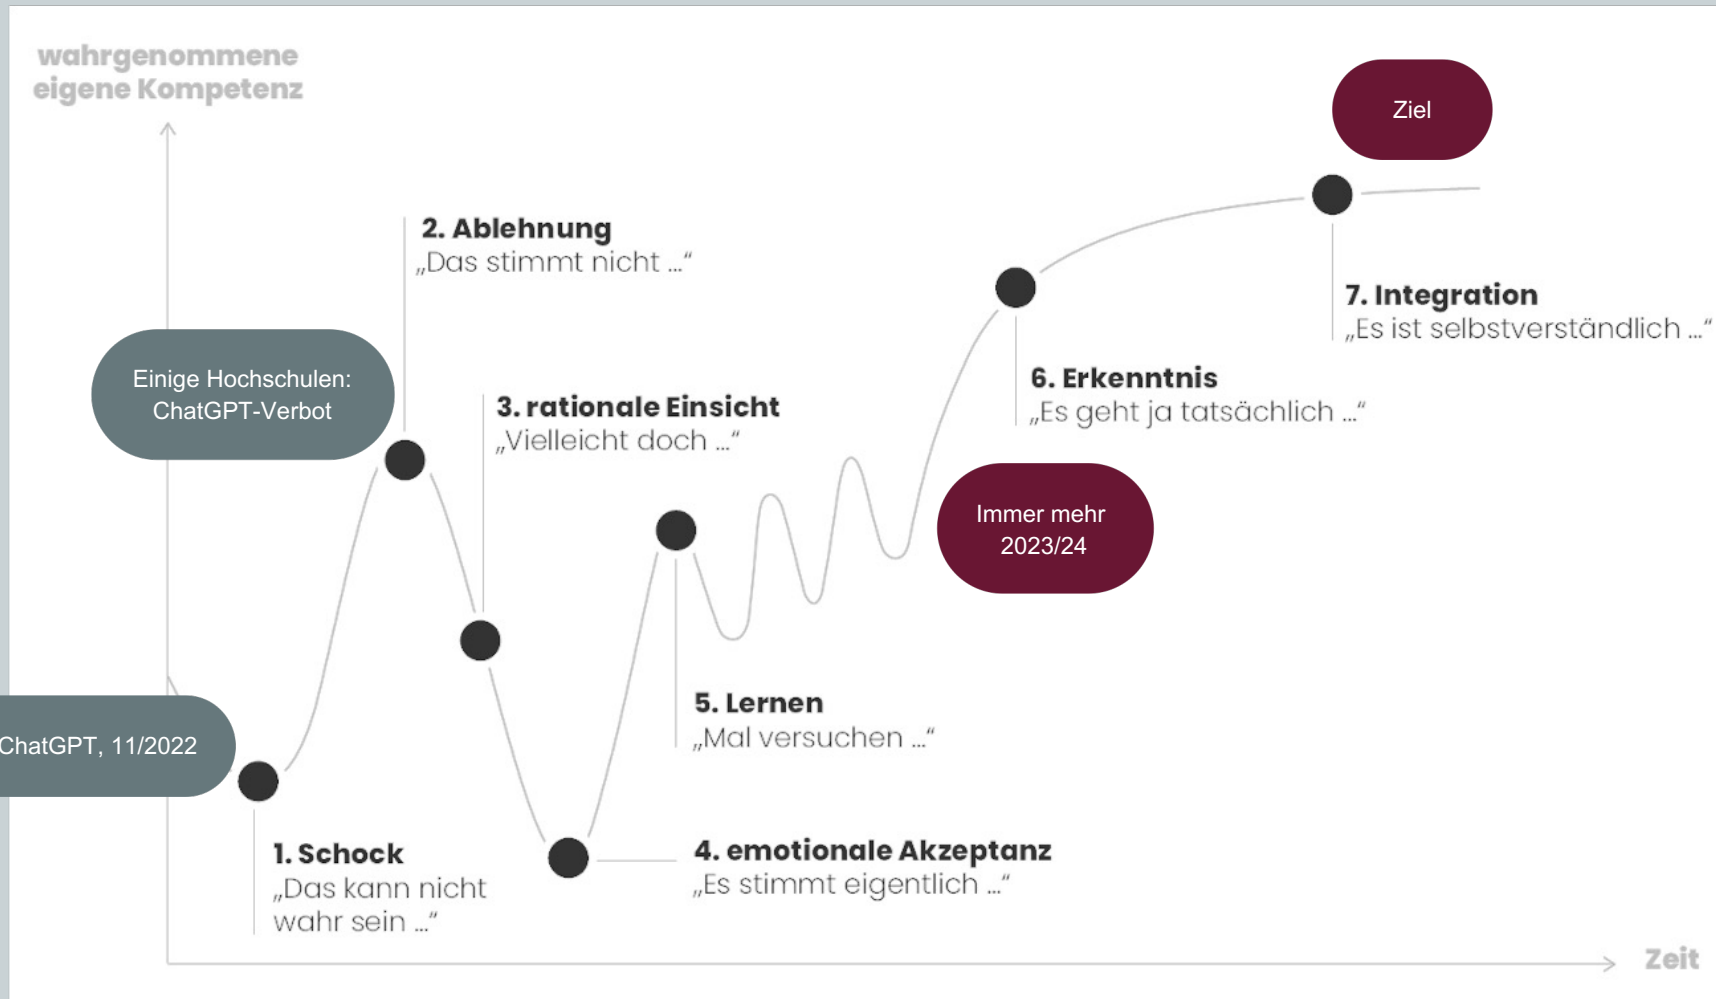 wahrgenommene
eigene Kompetenz
Ziel
2. Ablehnung
„Das stimmt nicht ...“
7. Integration
„Es ist selbstverständlich ...“
Einige Hochschulen:
ChatGPT-Verbot
6. Erkenntnis
„Es geht ja tatsächlich ...“
3. rationale Einsicht
„Vielleicht doch ...“
Immer mehr
2023/24
5. Lernen
„Mal versuchen ...“
ChatGPT, 11/2022
1. Schock
„Das kann nicht
wahr sein ...“
4. emotionale Akzeptanz
„Es stimmt eigentlich ...“
Zeit